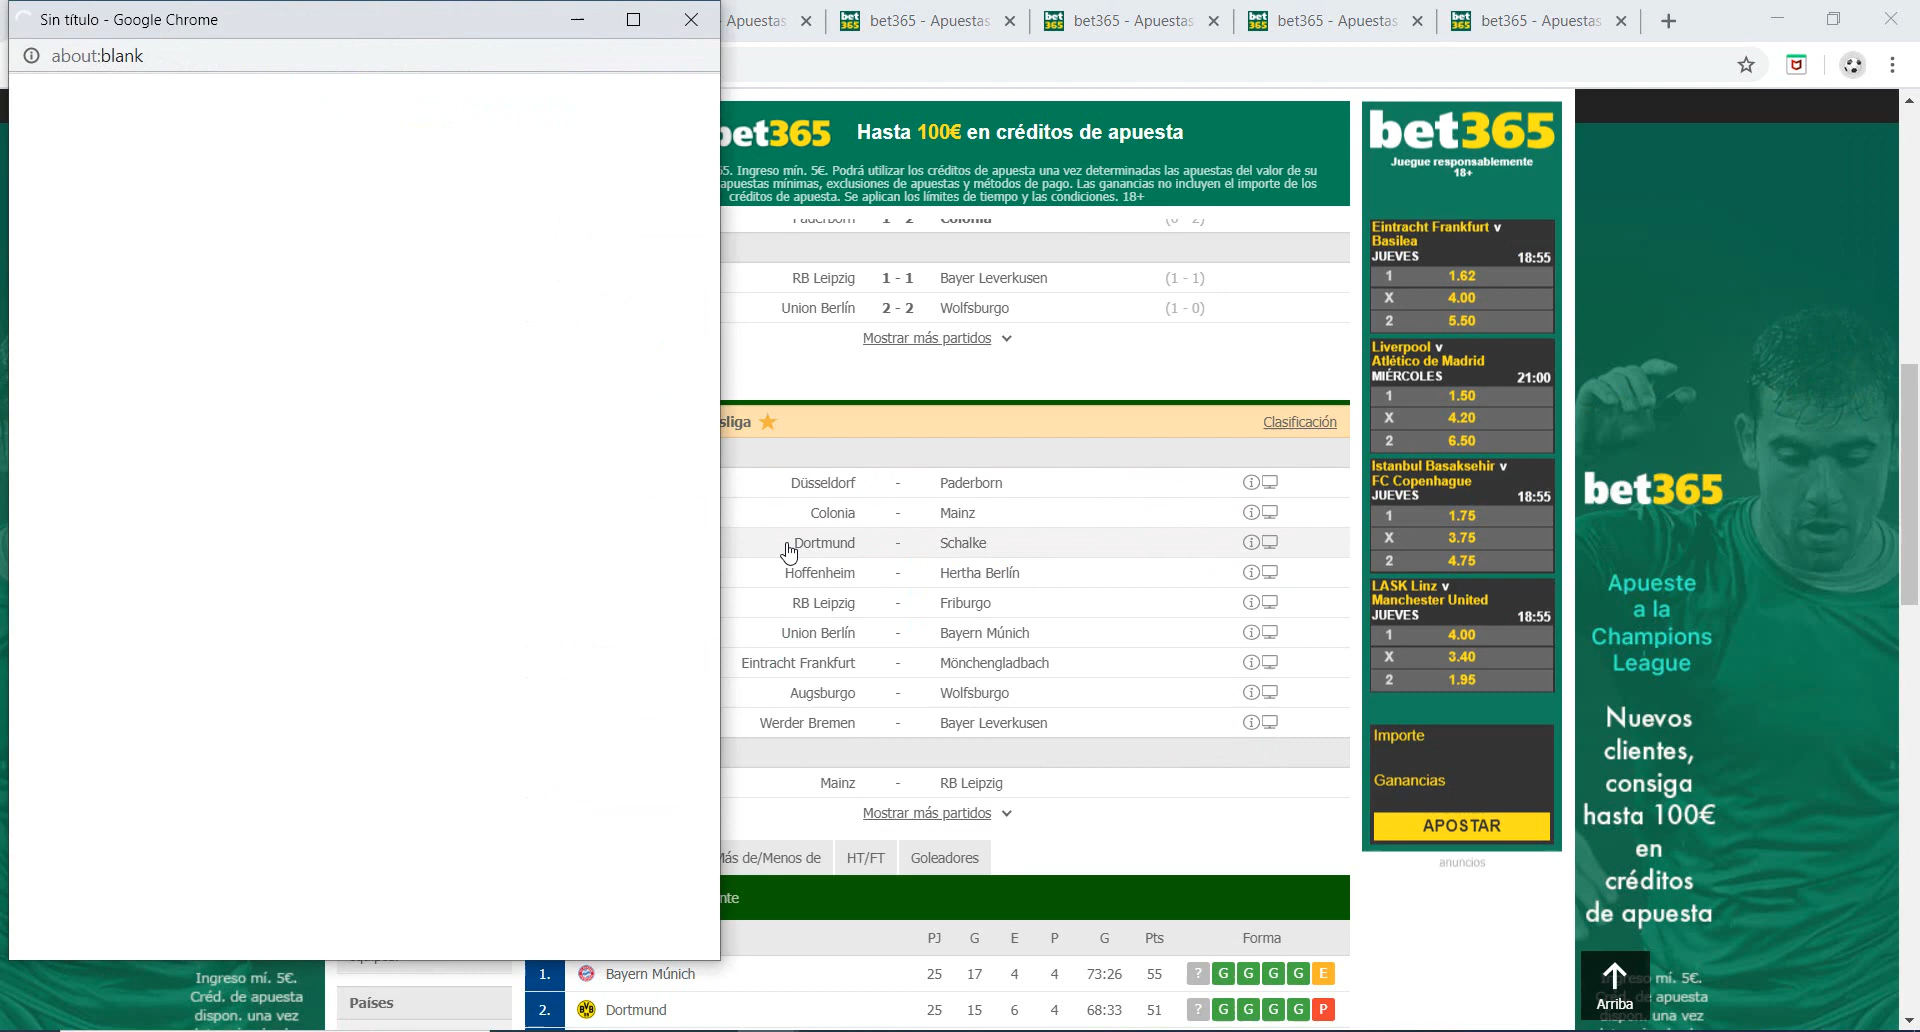 Sin título - Google Chrome
about:blank
Apuestas
bet365 - Apuestas
bet365 - Apuestas
bet365 - Apuestas
bet365 - Apuestas
bet365 Hasta 100€ en créditos de apuesta
Ingreso mín. 5€. Podrá utilizar los créditos de apuesta una vez determinadas las apuestas del valor de su
apuestas mínimas, exclusiones de apuestas y métodos de pago. Las ganancias no incluyen el importe de los
créditos de apuesta. Se aplican los límites de tiempo y las condiciones. 18+
RB Leipzig 1 - 1 Bayer Leverkusen (1 - 1)
Union Berlín 2 - 2 Wolfsburgo (1 - 0)
Mostrar más partidos
sliga Clasificación
Düsseldorf - Paderborn
Colonia - Mainz
Dortmund - Schalke
Hoffenheim - Hertha Berlín
RB Leipzig - Friburgo
Union Berlín - Bayern Múnich
Eintracht Frankfurt - Mönchengladbach
Augsburgo - Wolfsburgo
Werder Bremen - Bayer Leverkusen
Mainz - RB Leipzig
Mostrar más partidos
Más de/Menos de HT/FT Goleadores
nte
PJ G E P G Pts Forma
1. Bayern Múnich 25 17 4 4 73:26 55 ? G G G G E
2. Dortmund 25 15 6 4 68:33 51 ? G G G G P
Países
Ingreso mí. 5€.
Créd. de apuesta
dispon. una vez
bet365
Juegue responsablemente
18+
Eintracht Frankfurt v
Basilea
JUEVES 18:55
1 1.62
X 4.00
2 5.50
Liverpool v
Atlético de Madrid
MIÉRCOLES 21:00
1 1.50
X 4.20
2 6.50
Istanbul Basaksehir v
FC Copenhague
JUEVES 18:55
1 1.75
X 3.75
2 4.75
LASK Linz v
Manchester United
JUEVES 18:55
1 4.00
X 3.40
2 1.95
Importe
Ganancias
APOSTAR
anuncios
bet365
Apueste
a la
Champions
League
Nuevos
clientes,
consiga
hasta 100€
en
créditos
de apuesta
Arriba
mí. 5€.
apuesta
una vez